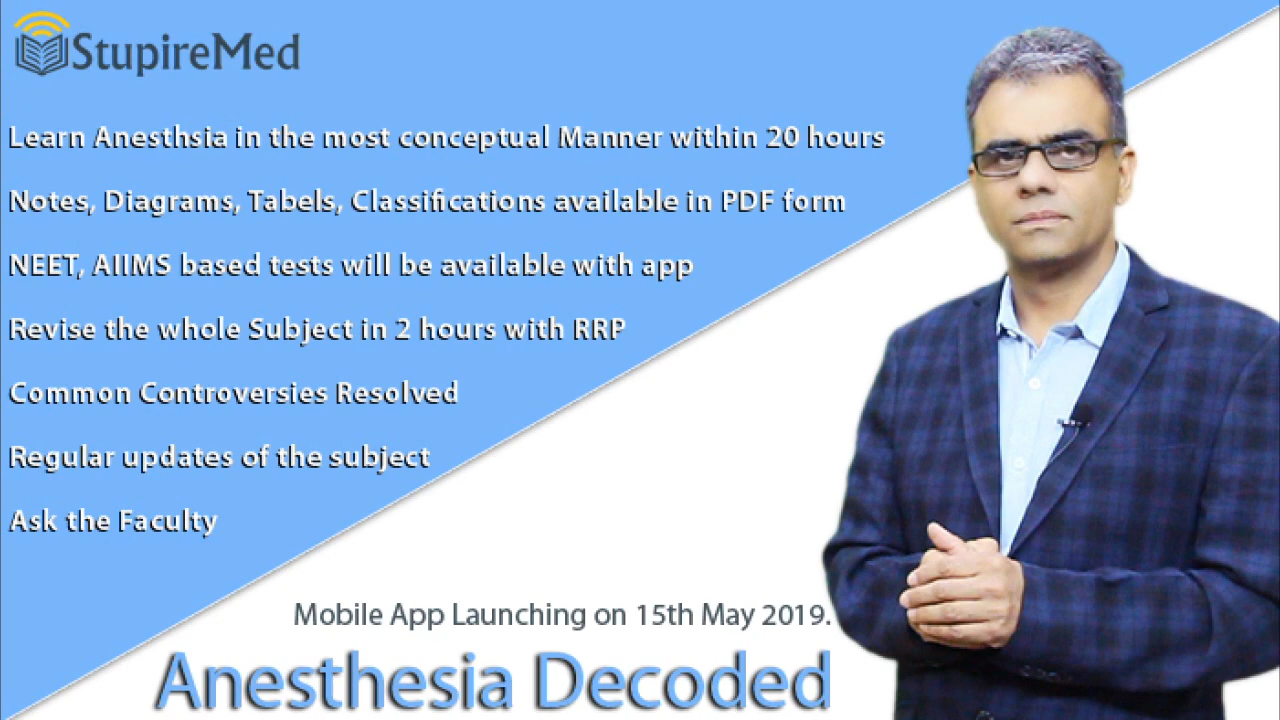 StupireMed
Learn Anesthsia in the most conceptual Manner within 20 hours
Notes, Diagrams, Tabels, Classifications available in PDF form
NEET, AIIMS based tests will be available with app
Revise the whole Subject in 2 hours with RRP
Common Controversies Resolved
Regular updates of the subject
Ask the Faculty
Mobile App Launching on 15th May 2019.
Anesthesia Decoded